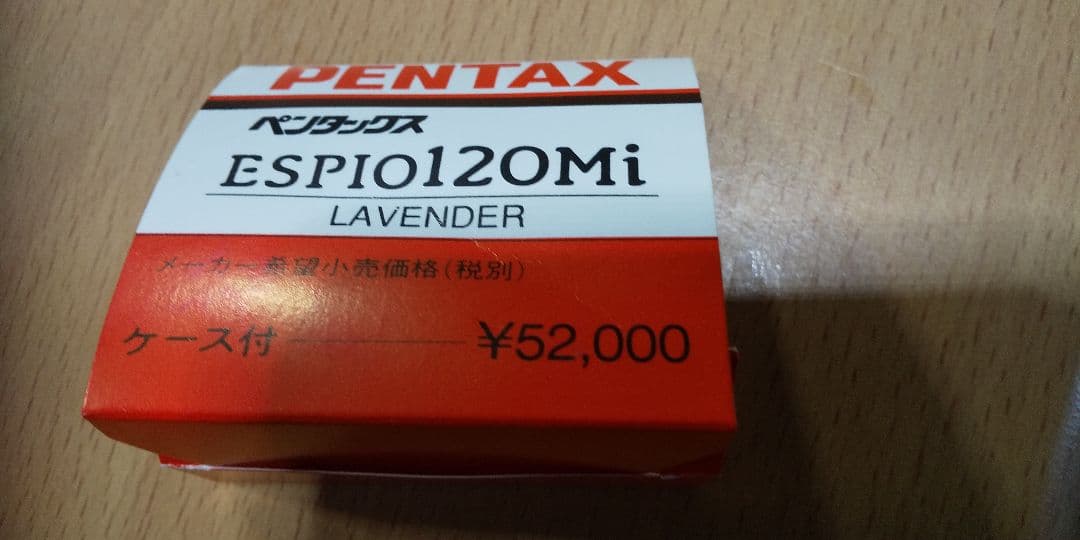 PENTAX
ペンタックス
ESPIO120Mi
LAVENDER
メーカー希望小売価格(税別)
ケース付 ¥52,000